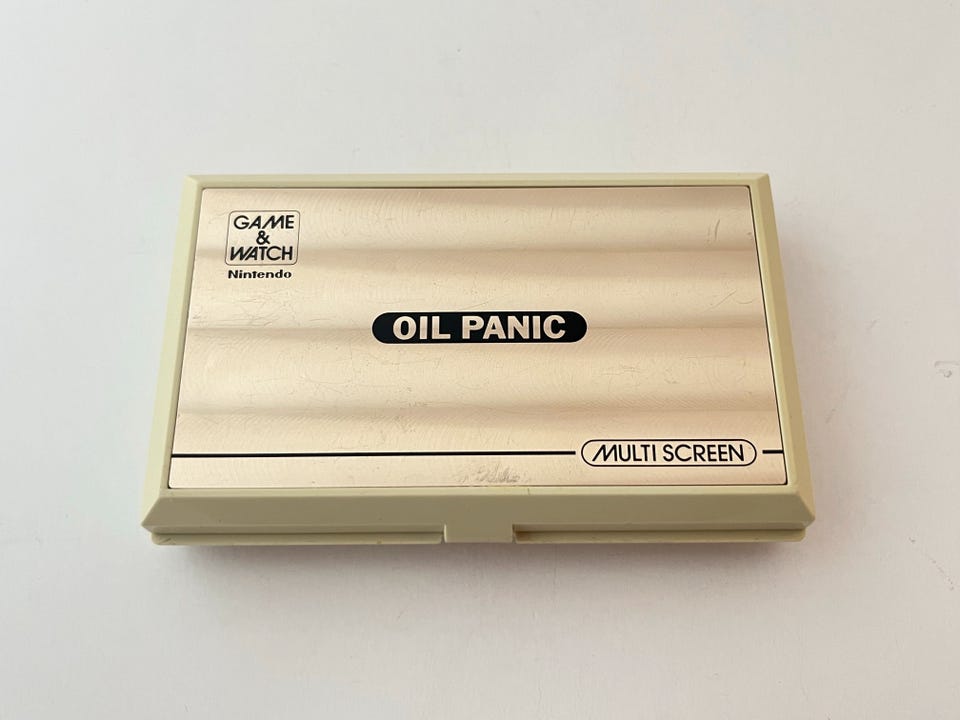 GAME
&
WATCH
Nintendo
OIL PANIC
MULTI SCREEN